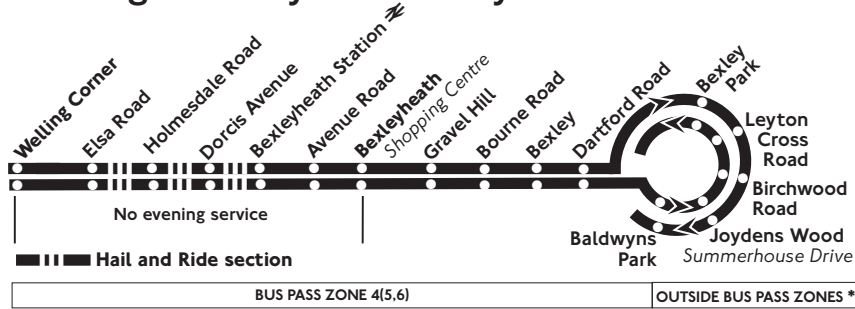 Welling Corner
Elsa Road
Holmesdale Road
Dorcis Avenue
Bexleyheath Station
Avenue Road
Bexleyheath
Shopping Centre
Gravel Hill
Bourne Road
Bexley
Dartford Road
Bexley
Park
Leyton
Cross
Road
Birchwood
Road
Joydens Wood
Summerhouse Drive
Baldwyns
Park
No evening service
Hail and Ride section
BUS PASS ZONE 4(5,6)
OUTSIDE BUS PASS ZONES *